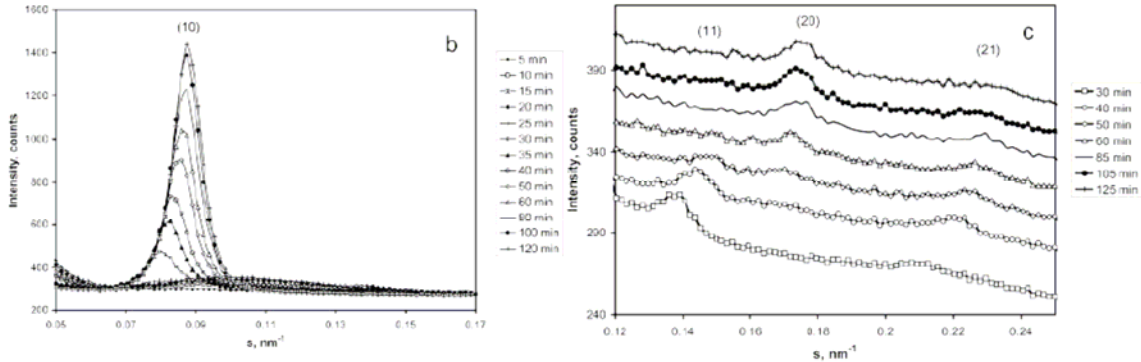 1600
1400
1200
1000
800
600
400
200
Intensity, counts
(10)
b
0.05
0.07
0.09
0.11
0.13
0.15
0.17
s, nm-1
5 min
10 min
15 min
20 min
25 min
30 min
35 min
40 min
50 min
60 min
100 min
120 min
390
340
290
240
Intensity, counts
(11)
(20)
(21)
c
0.12
0.14
0.16
0.18
0.2
0.22
0.24
s, nm-1
30 min
40 min
50 min
60 min
85 min
105 min
125 min